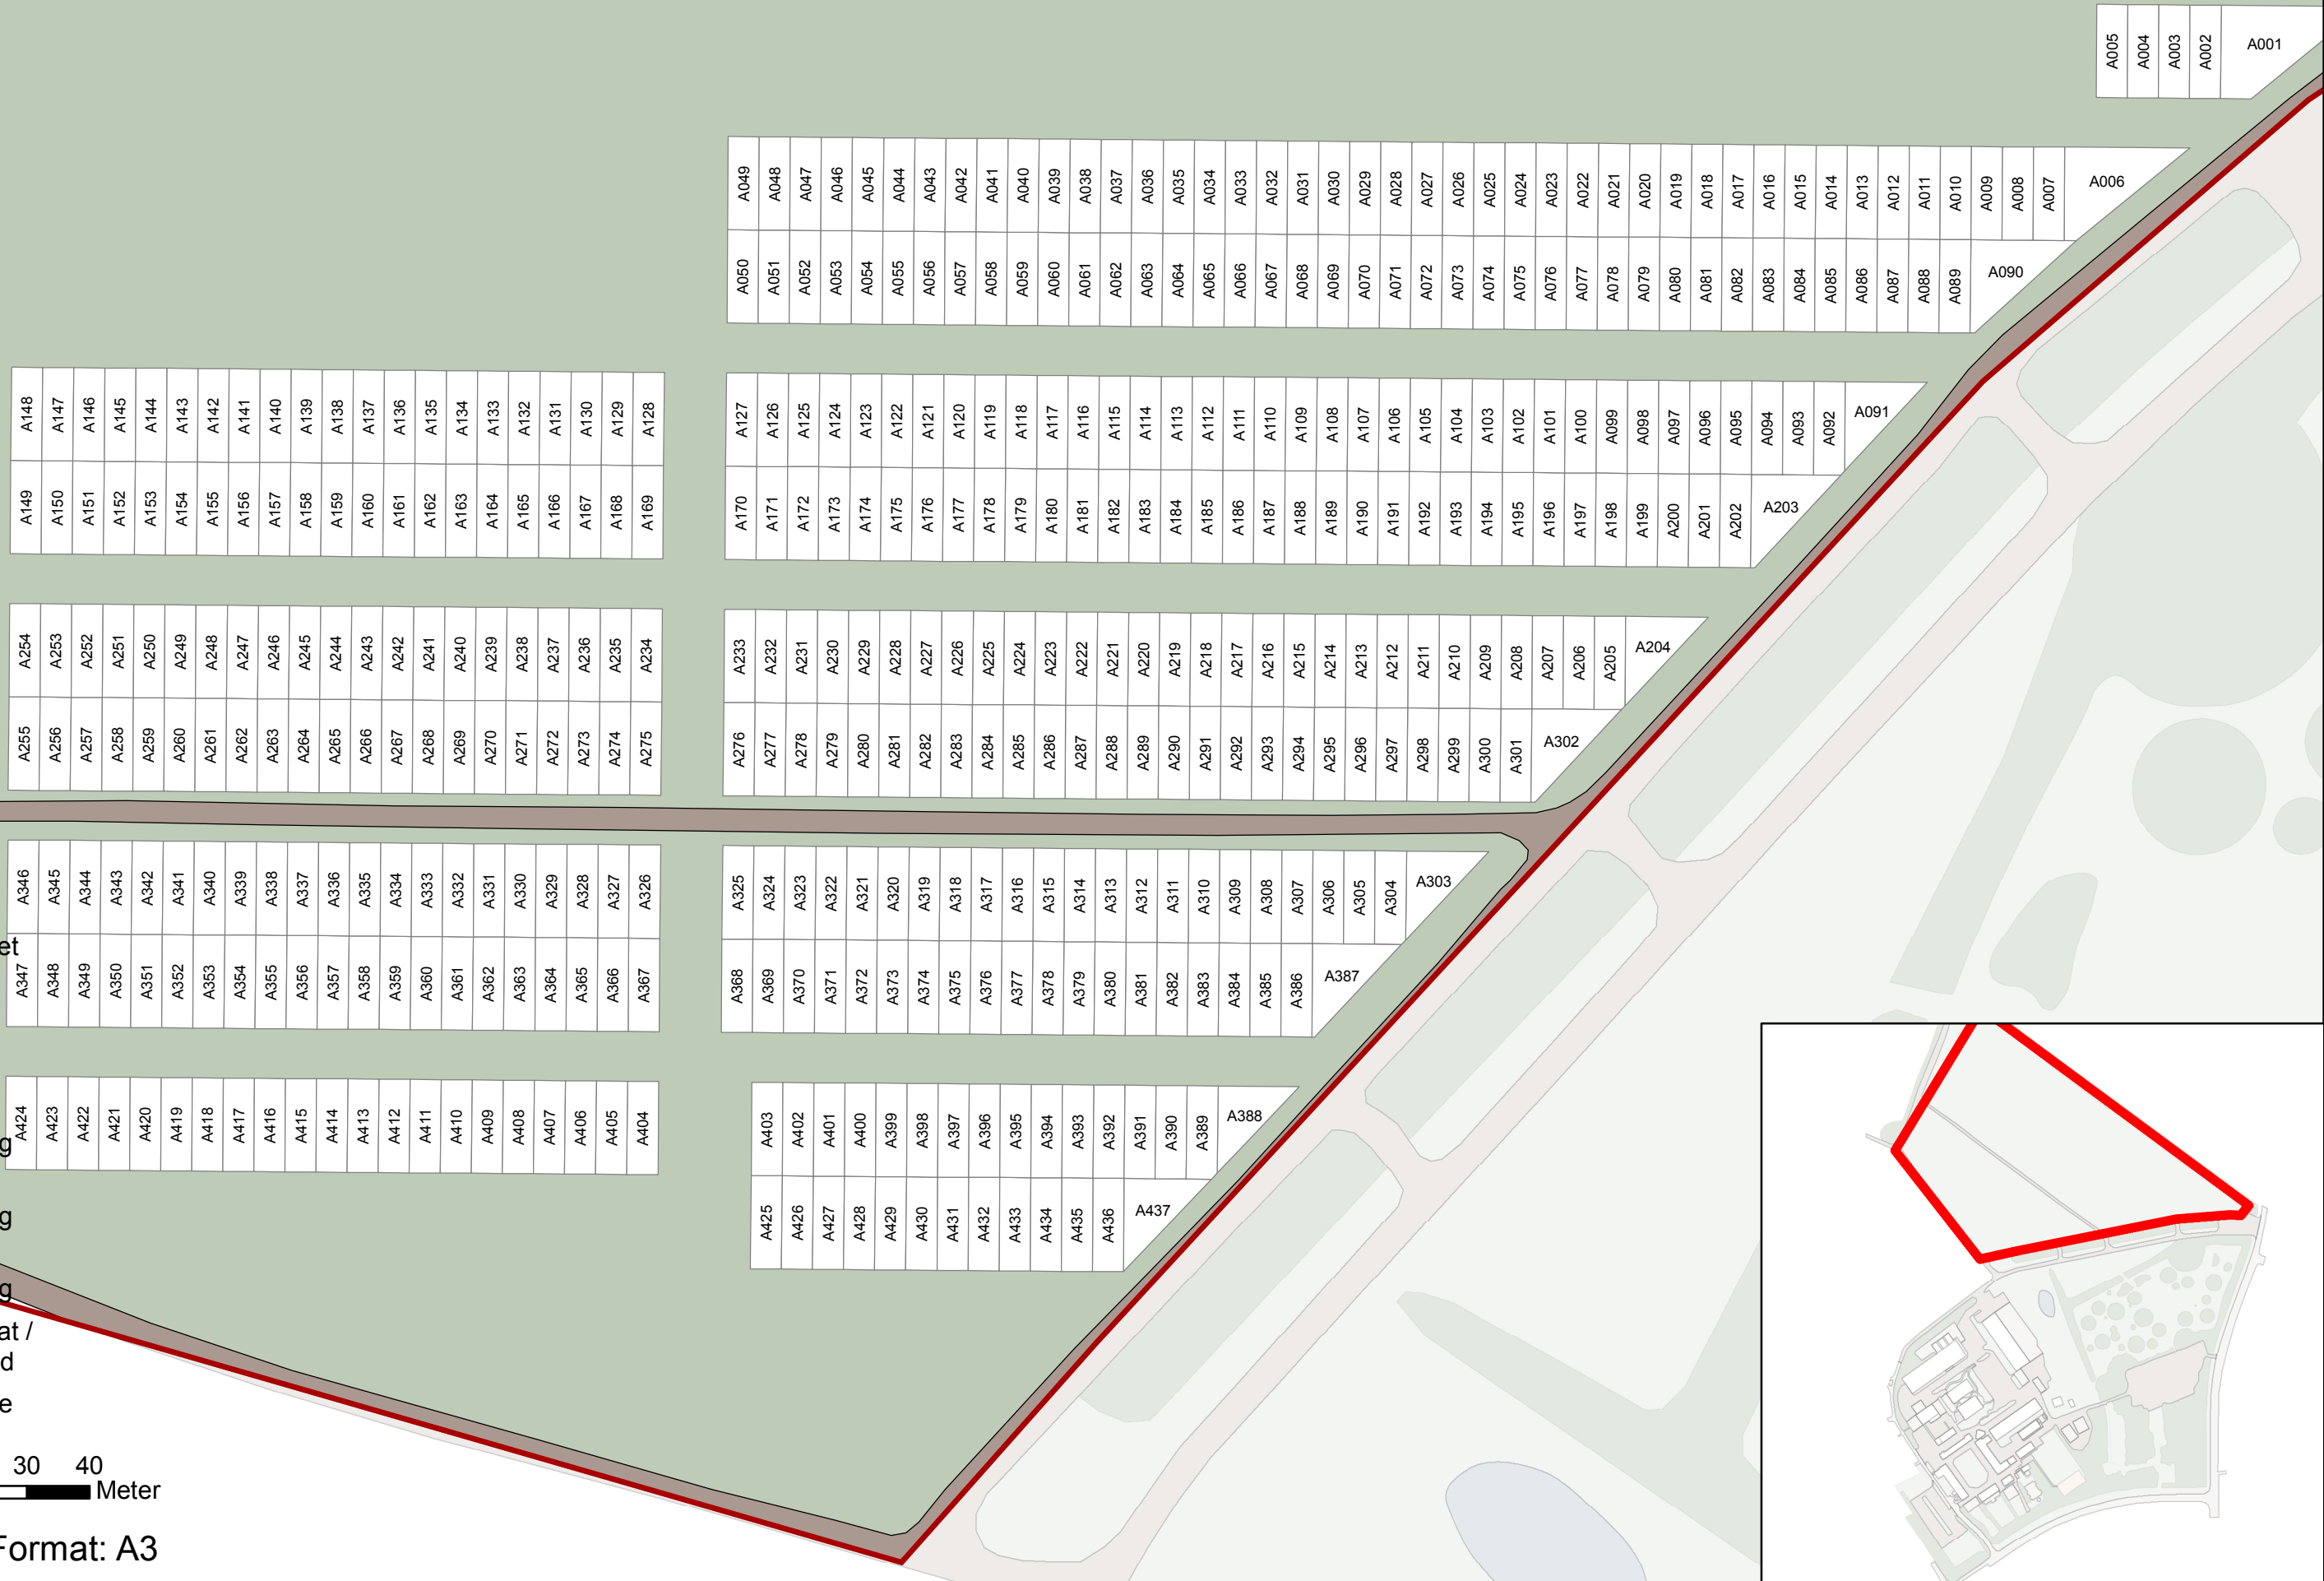 A005 A004 A003 A002 A001
A049 A048 A047 A046 A045 A044 A043 A042 A041 A040 A039 A038 A037 A036 A035 A034 A033 A032 A031 A030 A029 A028 A027 A026 A025 A024 A023 A022 A021 A020 A019 A018 A017 A016 A015 A014 A013 A012 A011 A010 A009 A008 A007 A006
A050 A051 A052 A053 A054 A055 A056 A057 A058 A059 A060 A061 A062 A063 A064 A065 A066 A067 A068 A069 A070 A071 A072 A073 A074 A075 A076 A077 A078 A079 A080 A081 A082 A083 A084 A085 A086 A087 A088 A089 A090
A148 A147 A146 A145 A144 A143 A142 A141 A140 A139 A138 A137 A136 A135 A134 A133 A132 A131 A130 A129 A128 A127 A126 A125 A124 A123 A122 A121 A120 A119 A118 A117 A116 A115 A114 A113 A112 A111 A110 A109 A108 A107 A106 A105 A104 A103 A102 A101 A100 A099 A098 A097 A096 A095 A094 A093 A092 A091
A149 A150 A151 A152 A153 A154 A155 A156 A157 A158 A159 A160 A161 A162 A163 A164 A165 A166 A167 A168 A169 A170 A171 A172 A173 A174 A175 A176 A177 A178 A179 A180 A181 A182 A183 A184 A185 A186 A187 A188 A189 A190 A191 A192 A193 A194 A195 A196 A197 A198 A199 A200 A201 A202 A203
A254 A253 A252 A251 A250 A249 A248 A247 A246 A245 A244 A243 A242 A241 A240 A239 A238 A237 A236 A235 A234 A233 A232 A231 A230 A229 A228 A227 A226 A225 A224 A223 A222 A221 A220 A219 A218 A217 A216 A215 A214 A213 A212 A211 A210 A209 A208 A207 A206 A205 A204
A255 A256 A257 A258 A259 A260 A261 A262 A263 A264 A265 A266 A267 A268 A269 A270 A271 A272 A273 A274 A275 A276 A277 A278 A279 A280 A281 A282 A283 A284 A285 A286 A287 A288 A289 A290 A291 A292 A293 A294 A295 A296 A297 A298 A299 A300 A301 A302
A346 A345 A344 A343 A342 A341 A340 A339 A338 A337 A336 A335 A334 A333 A332 A331 A330 A329 A328 A327 A326 A325 A324 A323 A322 A321 A320 A319 A318 A317 A316 A315 A314 A313 A312 A311 A310 A309 A308 A307 A306 A305 A304 A303
et
A347 A348 A349 A350 A351 A352 A353 A354 A355 A356 A357 A358 A359 A360 A361 A362 A363 A364 A365 A366 A367 A368 A369 A370 A371 A372 A373 A374 A375 A376 A377 A378 A379 A380 A381 A382 A383 A384 A385 A386 A387
A424 A423 A422 A421 A420 A419 A418 A417 A416 A415 A414 A413 A412 A411 A410 A409 A408 A407 A406 A405 A404 A403 A402 A401 A400 A399 A398 A397 A396 A395 A394 A393 A392 A391 A390 A389 A388
g
A425 A426 A427 A428 A429 A430 A431 A432 A433 A434 A435 A436 A437
g
g
at /
d
e
30 40
Meter
Format: A3